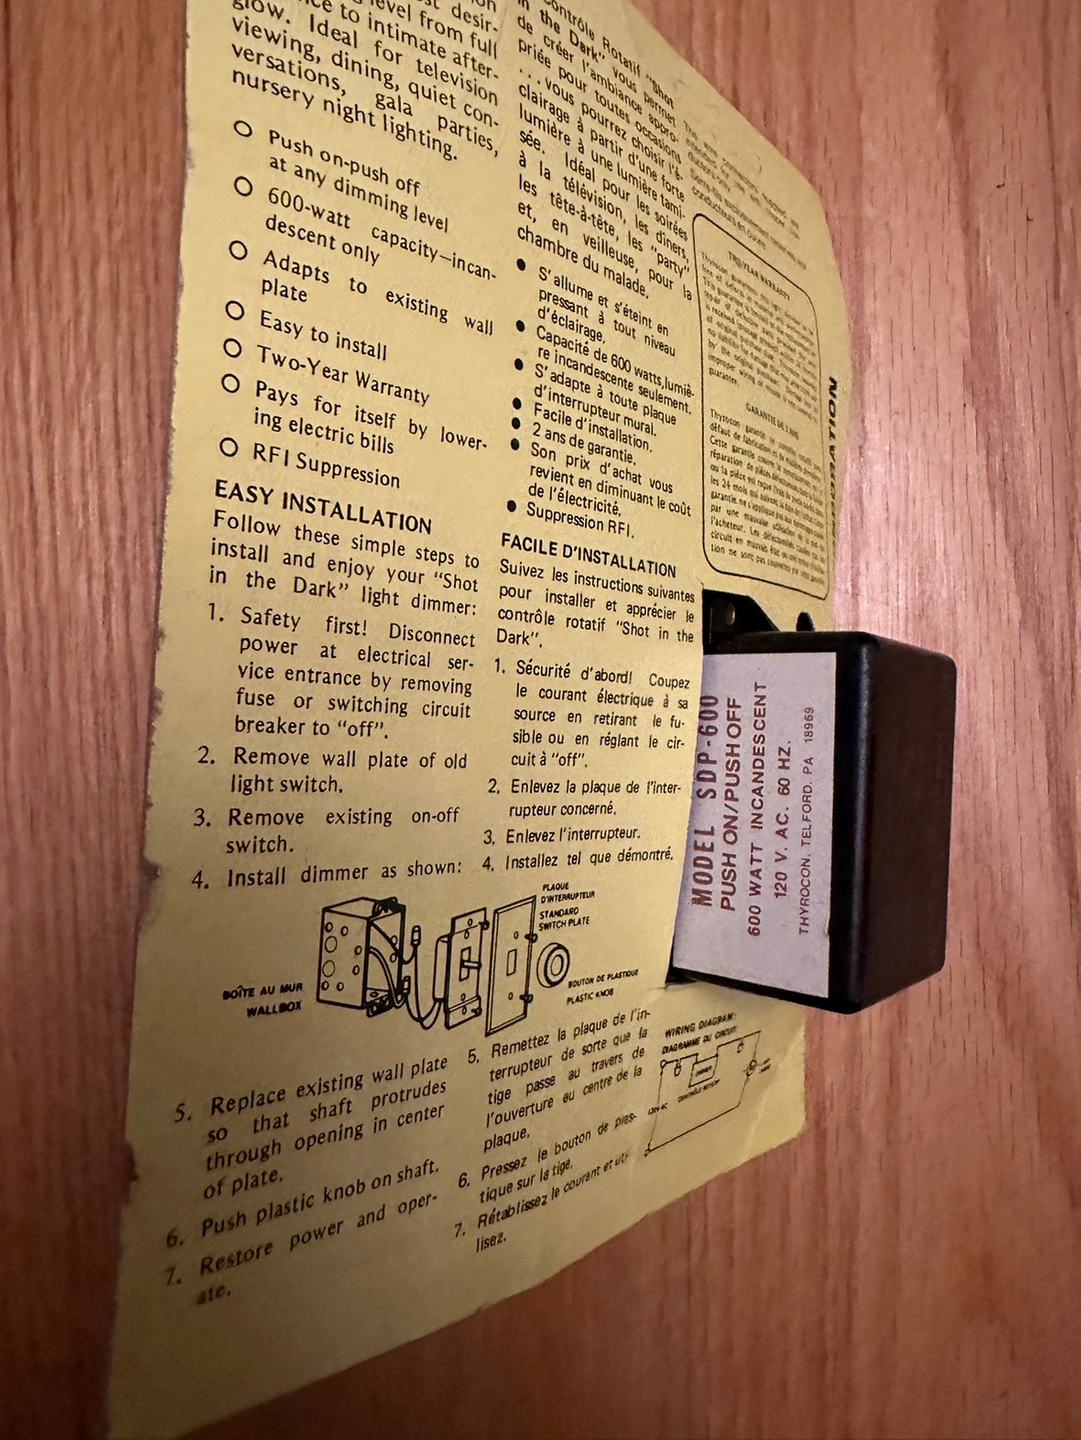 glow. Ideal for television
viewing, dining, quiet con-
versations, gala parties,
nursery night lighting.
Push on-push off
at any dimming level
600-watt capacity—incan-
descent only
Adapts to existing wall
plate
Easy to install
Two-Year Warranty
Pays for itself by lower-
ing electric bills
RFI Suppression
EASY INSTALLATION
Follow these simple steps to
install and enjoy your "Shot
in the Dark" light dimmer:
1. Safety first! Disconnect
power at electrical ser-
vice entrance by removing
fuse or switching circuit
breaker to "off".
2. Remove wall plate of old
light switch.
3. Remove existing on-off
switch.
4. Install dimmer as shown:
BOÎTE AU MUR
WALLBOX
PLAQUE
D'INTERRUPTEUR
STANDARD
SWITCH PLATE
BOUTON DE PLASTIQUE
PLASTIC KNOB
5. Replace existing wall plate
so that shaft protrudes
through opening in center
of plate.
6. Push plastic knob on shaft.
7. Restore power and oper-
ate.
Contrôle Rotatif "Shot
in the Dark", vous permet
de créer l'ambiance appro-
priée pour toutes occasions
...vous pourrez choisir l'é-
clairage à partir d'une forte
lumière à une lumière tami-
sée. Idéal pour les soirées
à la télévision, les dîners,
les tête-à-tête, les "party"
et, en veilleuse, pour la
chambre du malade.
S'allume et s'éteint en
pressant à tout niveau
d'éclairage.
Capacité de 600 watts, lumiè-
re incandescente seulement.
S'adapte à toute plaque
d'interrupteur mural.
Facile d'installation.
2 ans de garantie.
Son prix d'achat vous
revient en diminuant le coût
de l'électricité.
Suppression RFI.
FACILE D'INSTALLATION
Suivez les instructions suivantes
pour installer et apprécier le
contrôle rotatif "Shot in the
Dark".
1. Sécurité d'abord! Coupez
le courant électrique à sa
source en retirant le fu-
sible ou en réglant le cir-
cuit à "off".
2. Enlevez la plaque de l'inter-
rupteur concerné.
3. Enlevez l'interrupteur.
4. Installez tel que démontré.
5. Remettez la plaque de l'in-
terrupteur de sorte que la
tige passe au travers de
l'ouverture au centre de la
plaque.
6. Pressez le bouton de plas-
tique sur la tige.
7. Rétablissez le courant et uti-
lisez.
TWO YEAR WARRANTY
GARANTIE DE 2 ANS
WIRING DIAGRAM:
DIAGRAMME DU CIRCUIT:
MODEL SDP-600
PUSH ON/PUSH OFF
600 WATT INCANDESCENT
120 V. AC. 60 HZ.
THYROCON. TELFORD. PA 18969